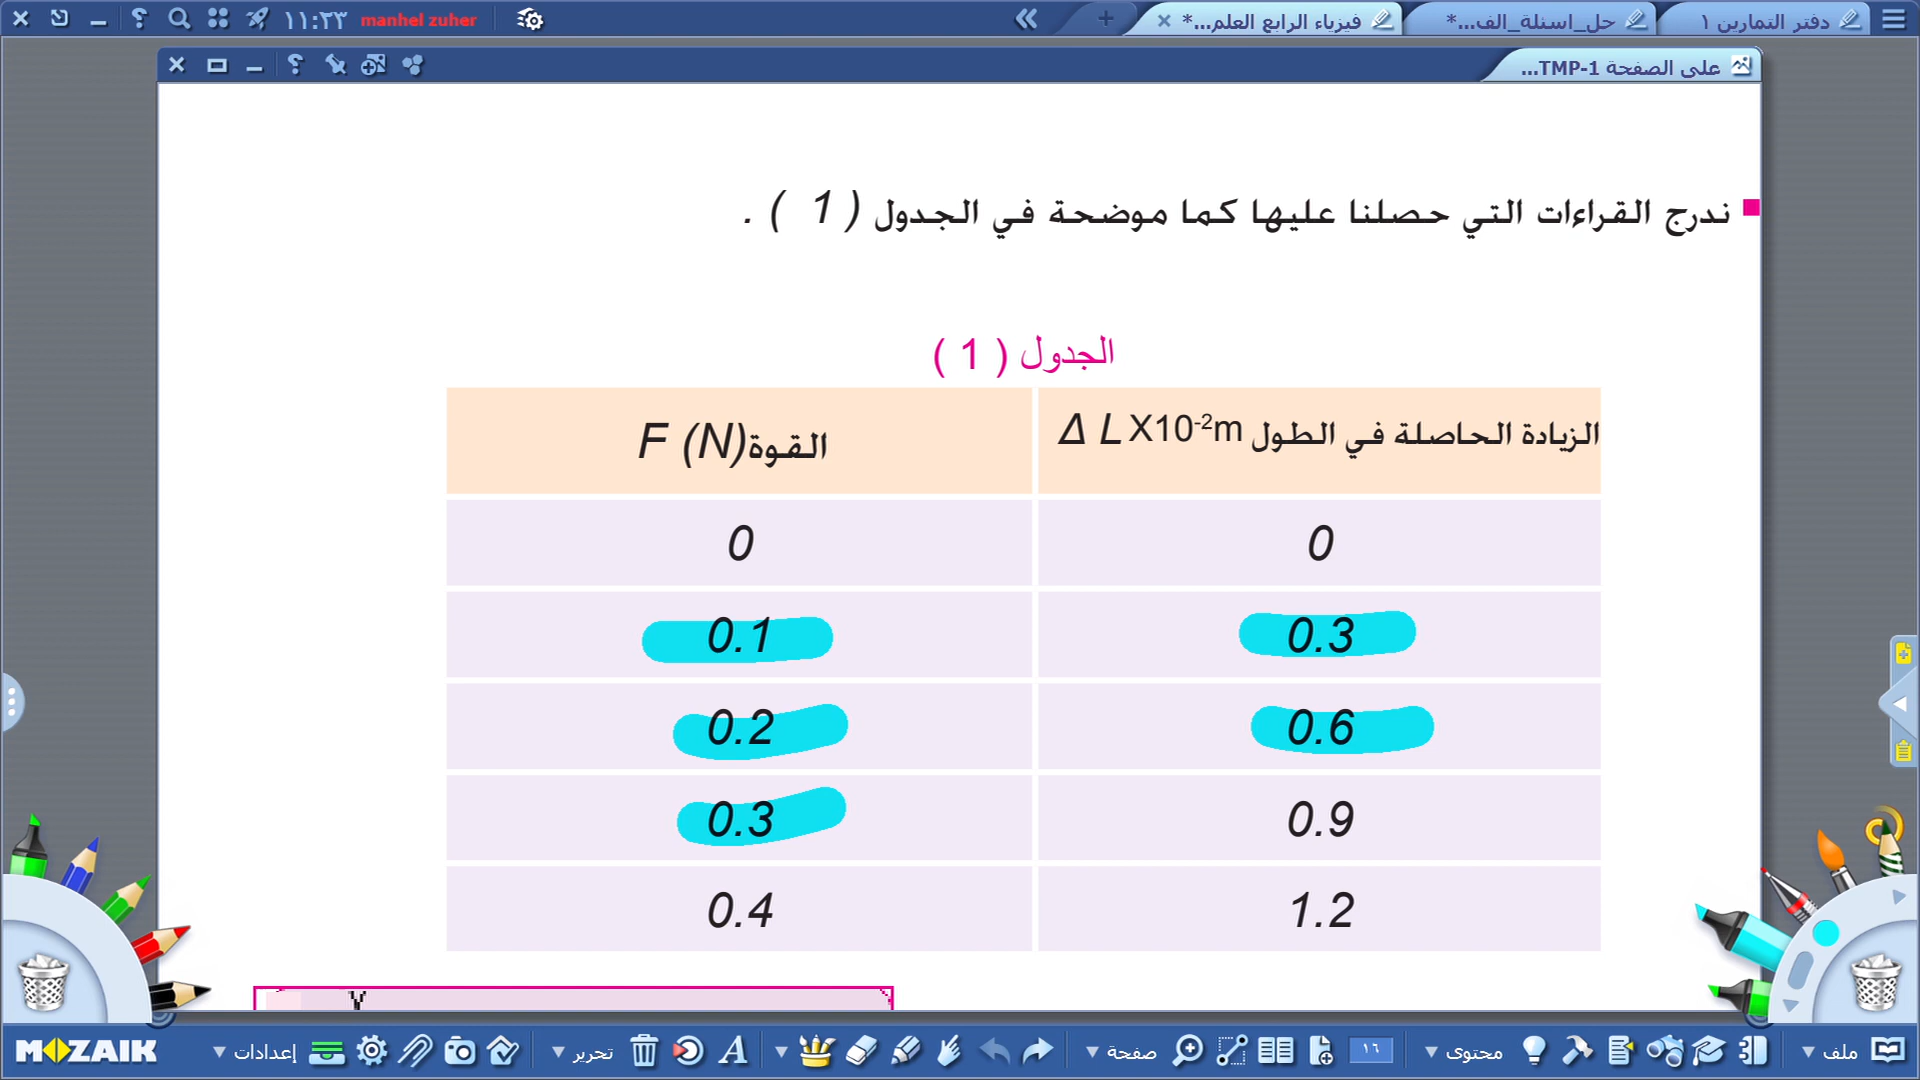 دفتر التمارين ١
حل_اسئلة_الف...*
فيزياء الرابع العلم...*
manhel zuher
١١:٢٣
على الصفحة TMP-1...
ندرج القراءات التي حصلنا عليها كما موضحة في الجدول ( 1 ) .
الجدول ( 1 )
الزيادة الحاصلة في الطول Δ L X10-2m
القوة F (N)
0 0
0.3 0.1
0.6 0.2
0.9 0.3
1.2 0.4
Y
ملف
محتوى
١٦
صفحة
تحرير
إعدادات
MOZAIK